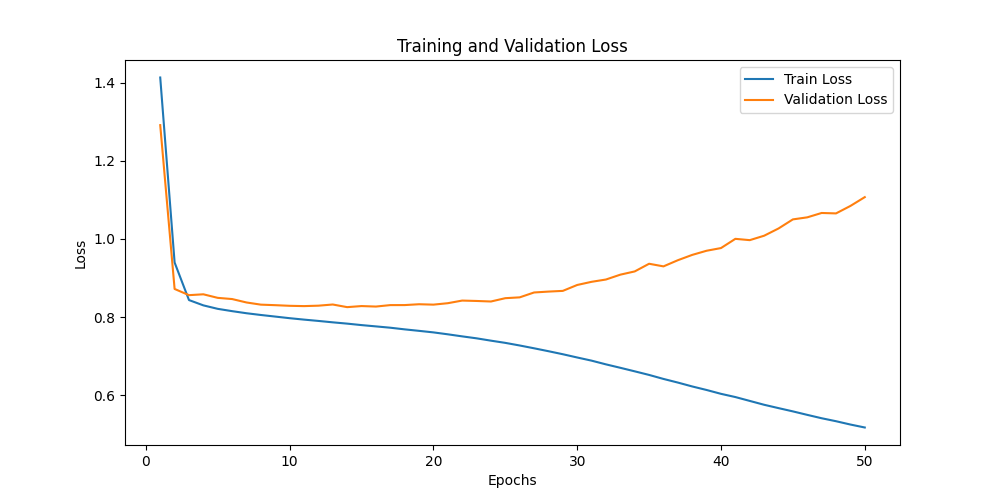 Training and Validation Loss
Train Loss
Validation Loss
1.4
1.2
1.0
0.8
0.6
Loss
0 10 20 30 40 50
Epochs